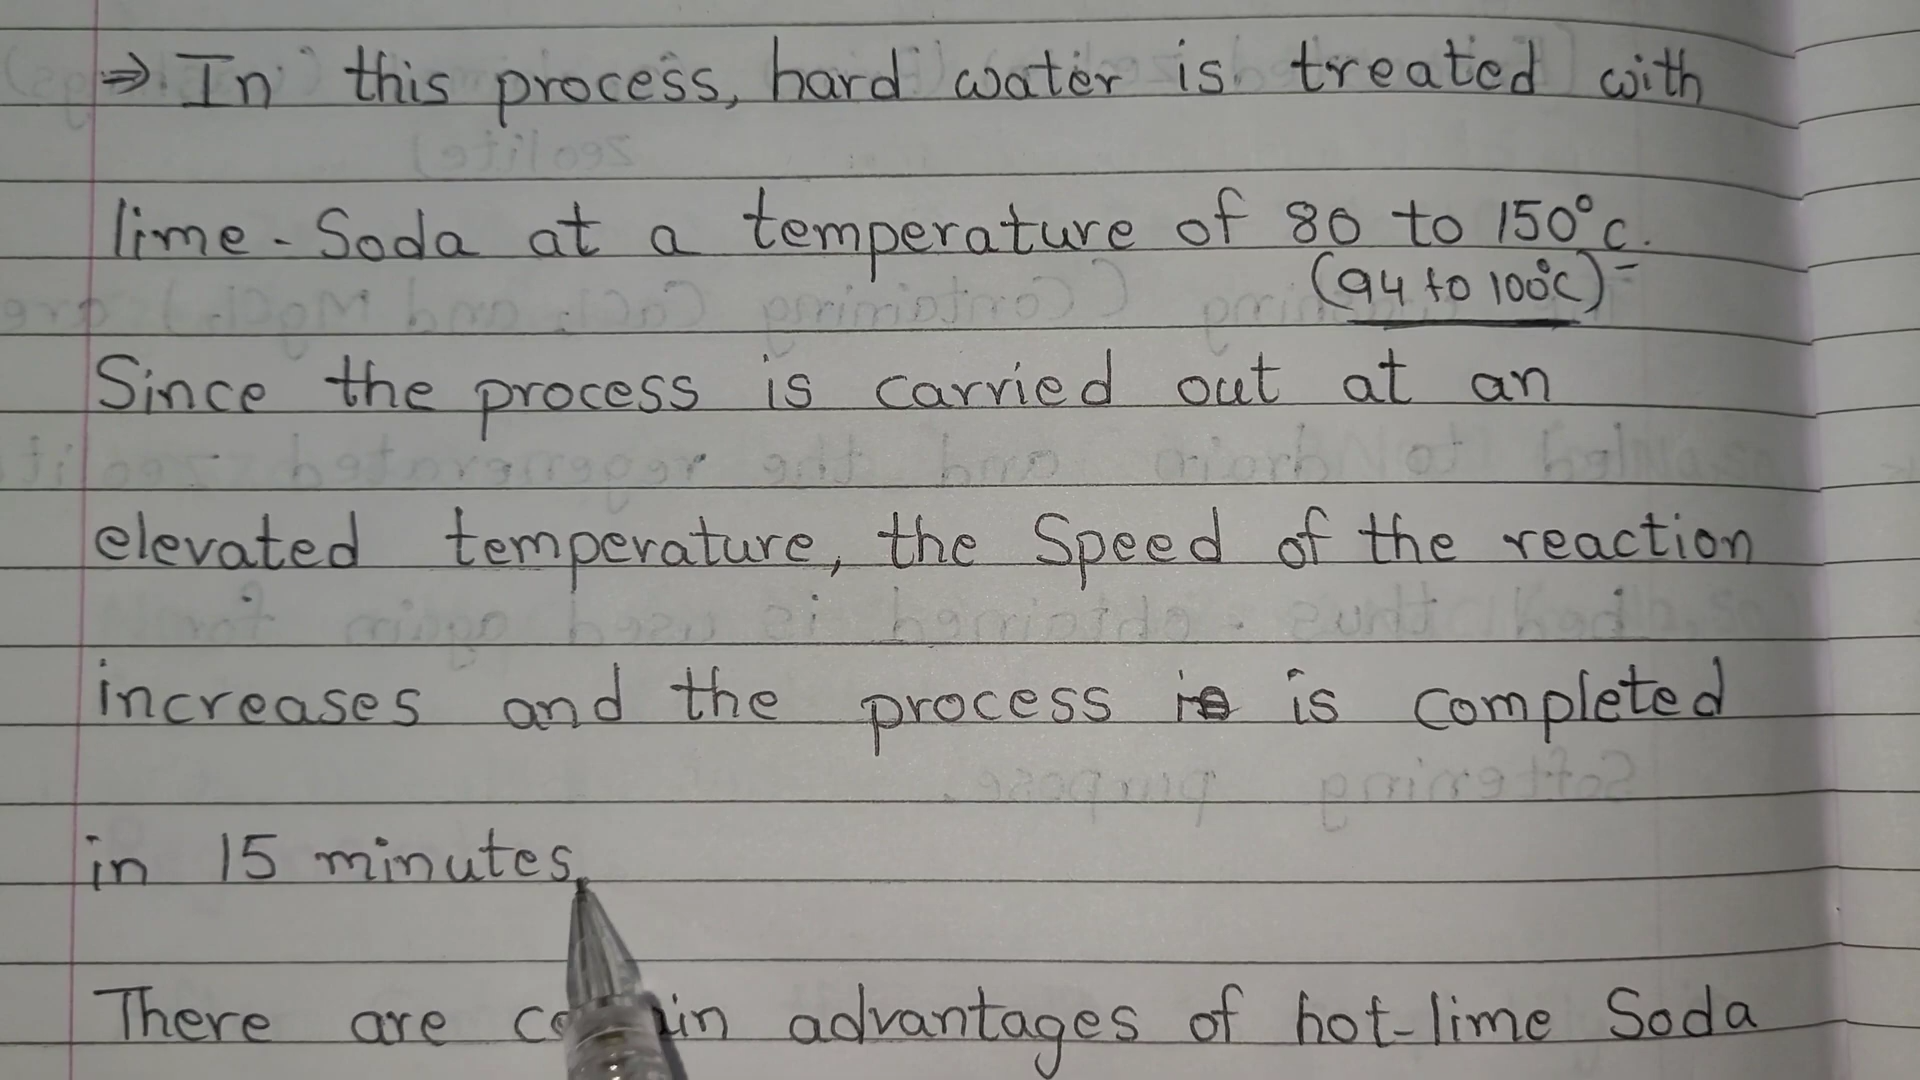 ⇒ In this process, hard water is treated with
lime-Soda at a temperature of 80 to 150°c.
(94 to 100°C)
Since the process is carried out at an
elevated temperature, the Speed of the reaction
increases and the process is completed
in 15 minutes.
There are advantages of hot-lime Soda